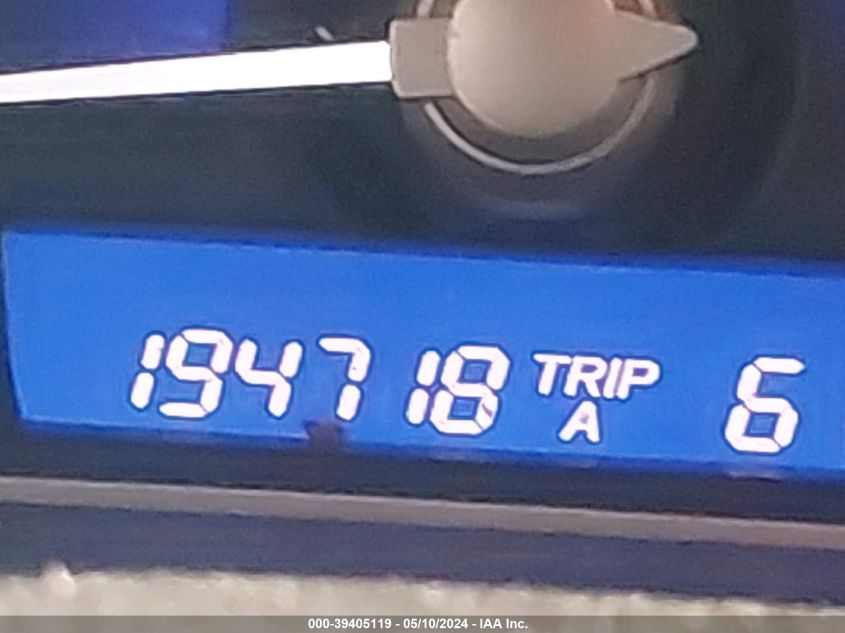 194718 TRIP A 6
000-39405119 - 05/10/2024 - IAA Inc.